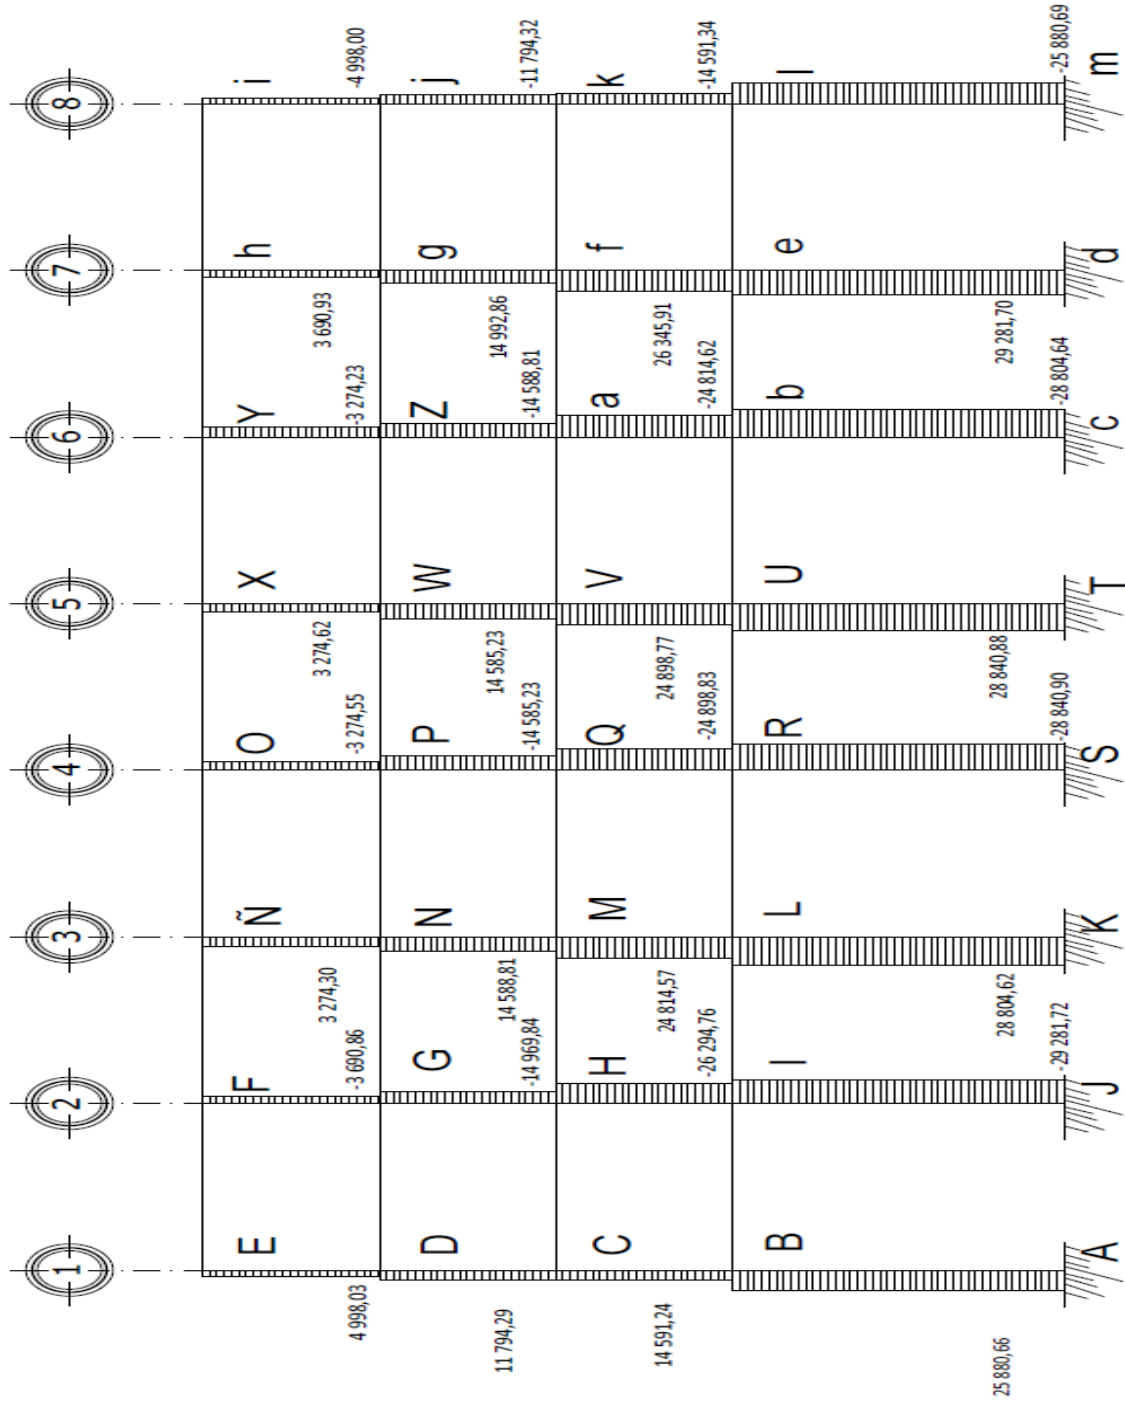 1 2 3 4 5 6 7 8
E F Ñ O X Y h i
3 274,30 3 274,62 3 690,93
4 998,03 -3 690,86 -3 274,55 -3 274,23 -4 998,00
D G N P W Z g j
11 794,29 14 588,81 14 585,23 14 992,86
-14 969,84 -14 585,23 -14 588,81 -11 794,32
C H M Q V a f k
14 591,24 24 814,57 24 898,77 26 345,91
-26 294,76 -24 898,83 -24 814,62 -14 591,34
B I L R U b e l
25 880,66 28 804,62 28 840,88 29 281,70
-29 281,72 -28 840,90 -28 804,64 -25 880,69
A J K S T c d m